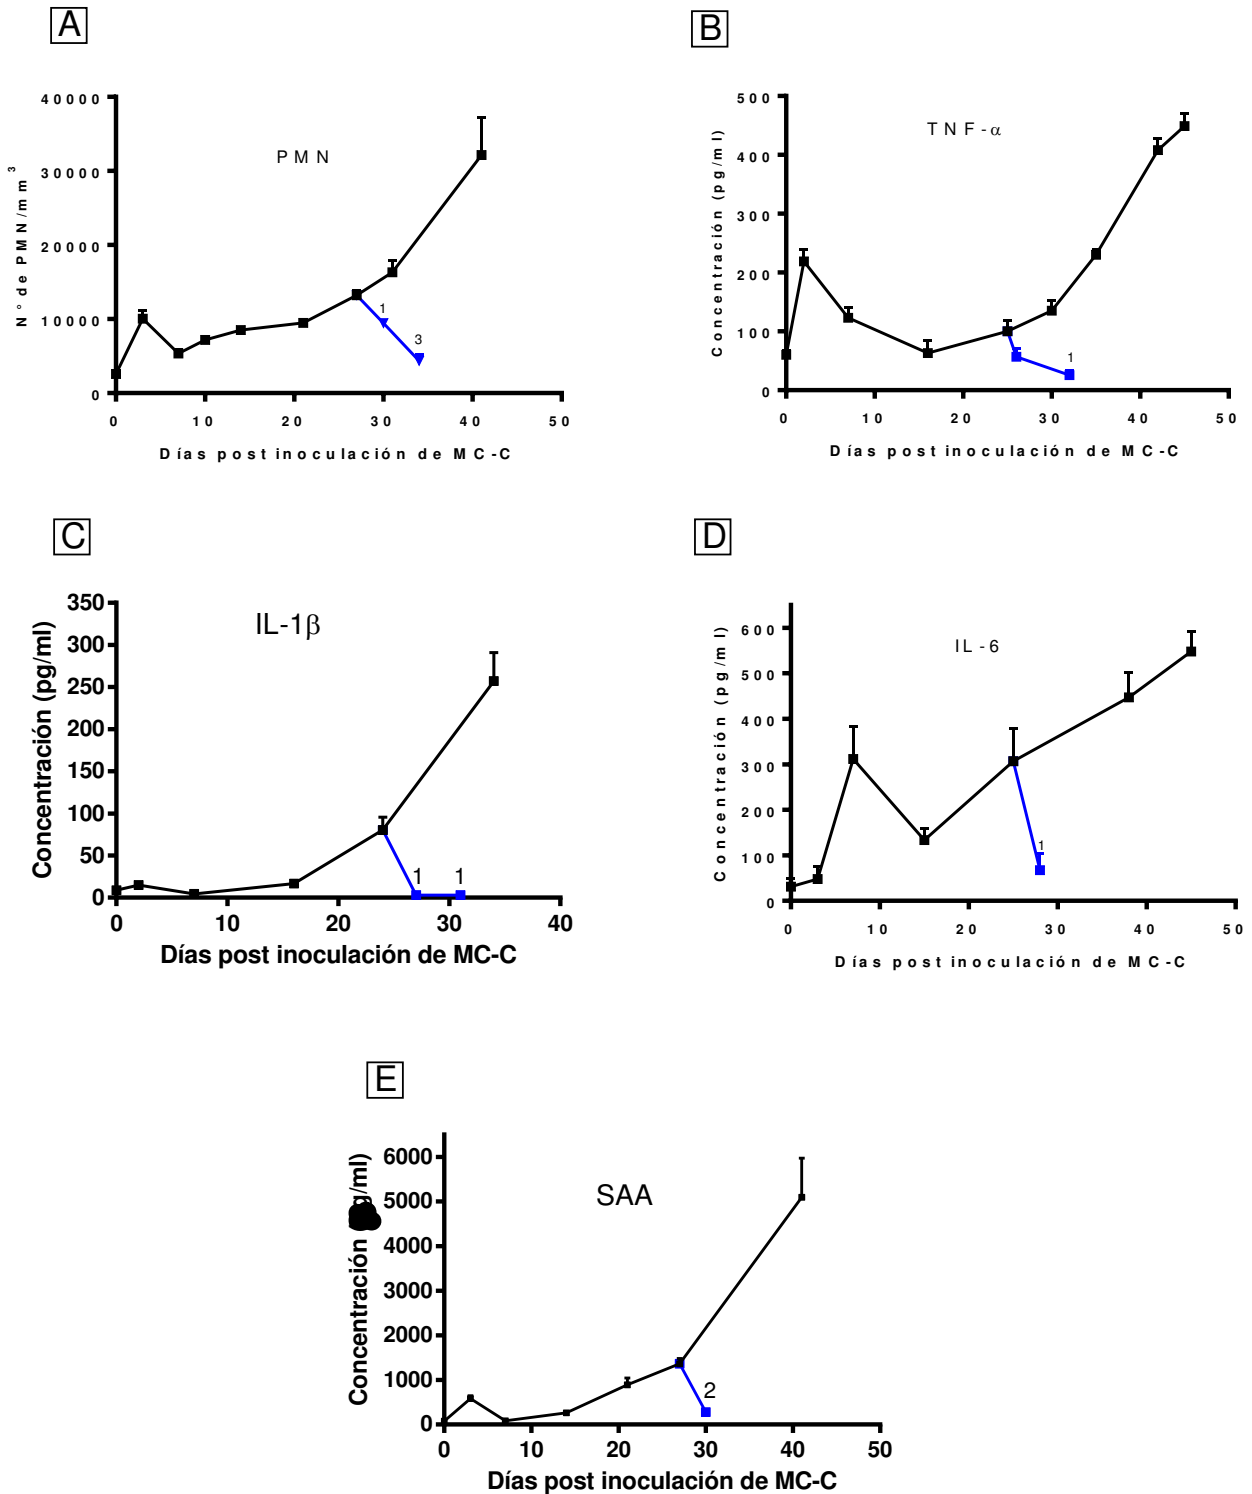 A
PMN
N° de PMN/mm³
40000
30000
20000
10000
0
1
3
0 10 20 30 40 50
Días post inoculación de MC-C
B
TNF-α
Concentración (pg/ml)
500
400
300
200
100
0
1
0 10 20 30 40 50
Días post inoculación de MC-C
C
IL-1β
Concentración (pg/ml)
350
300
250
200
150
100
50
0
1 1
0 10 20 30 40
Días post inoculación de MC-C
D
IL-6
Concentración (pg/ml)
600
500
400
300
200
100
0
1
0 10 20 30 40 50
Días post inoculación de MC-C
E
SAA
Concentración g/ml)
6000
5000
4000
3000
2000
1000
0
2
0 10 20 30 40 50
Días post inoculación de MC-C